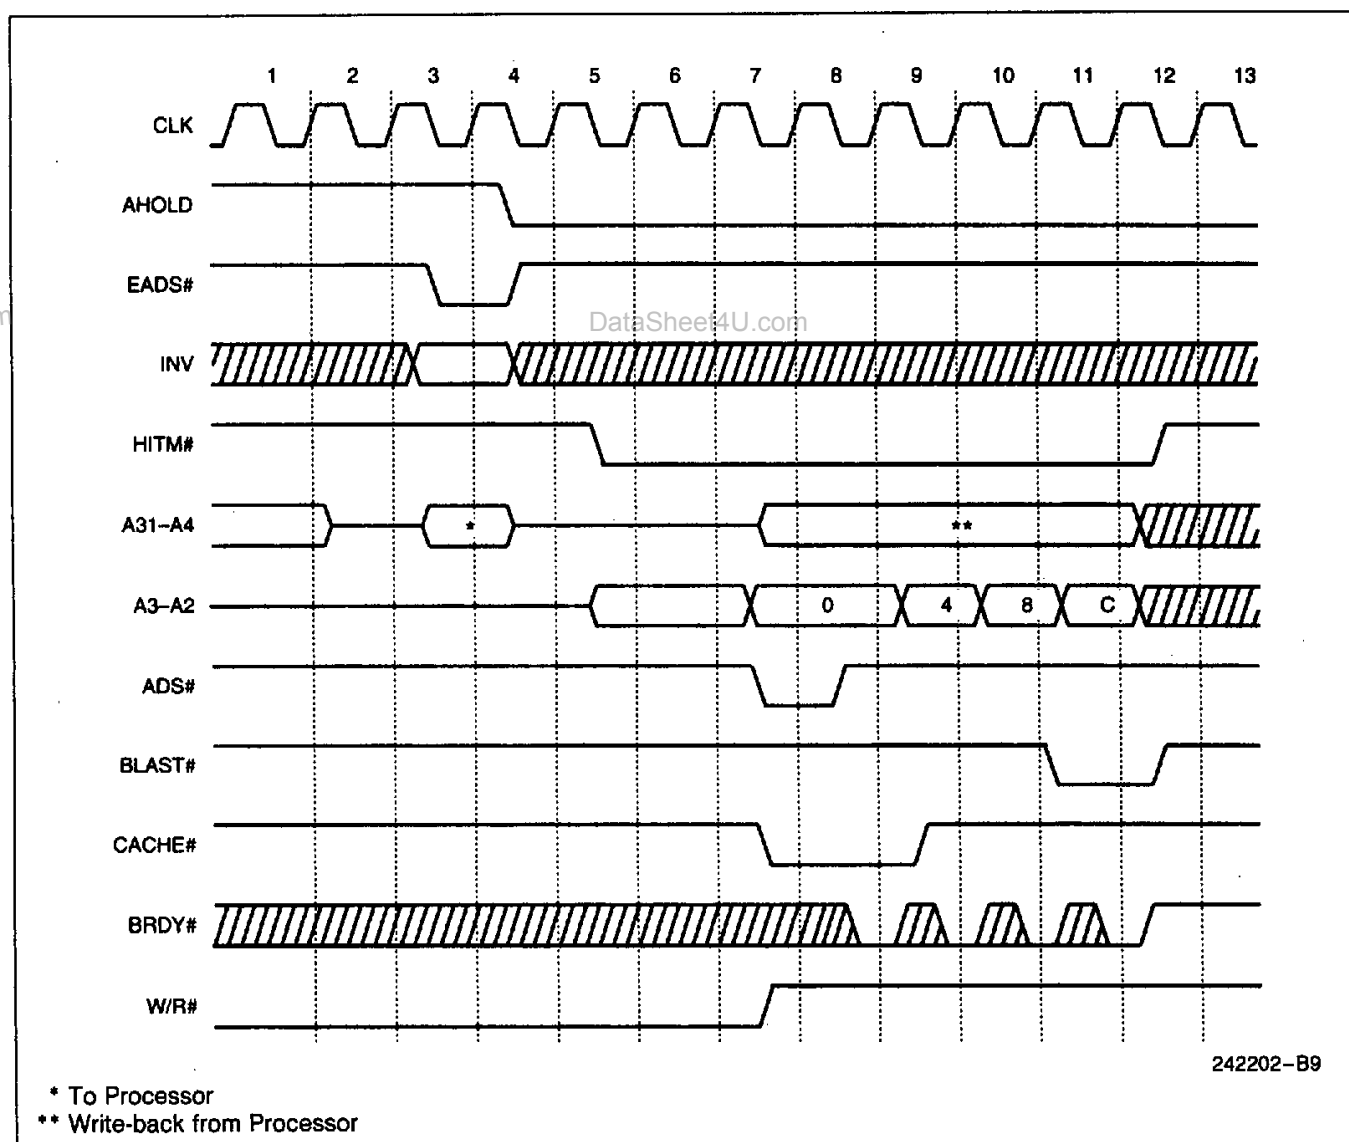 1 2 3 4 5 6 7 8 9 10 11 12 13
CLK
AHOLD
EADS#
DataSheet4U.com
INV
HITM#
A31–A4 * **
A3–A2 0 4 8 C
ADS#
BLAST#
CACHE#
BRDY#
W/R#
242202–B9
* To Processor
** Write-back from Processor